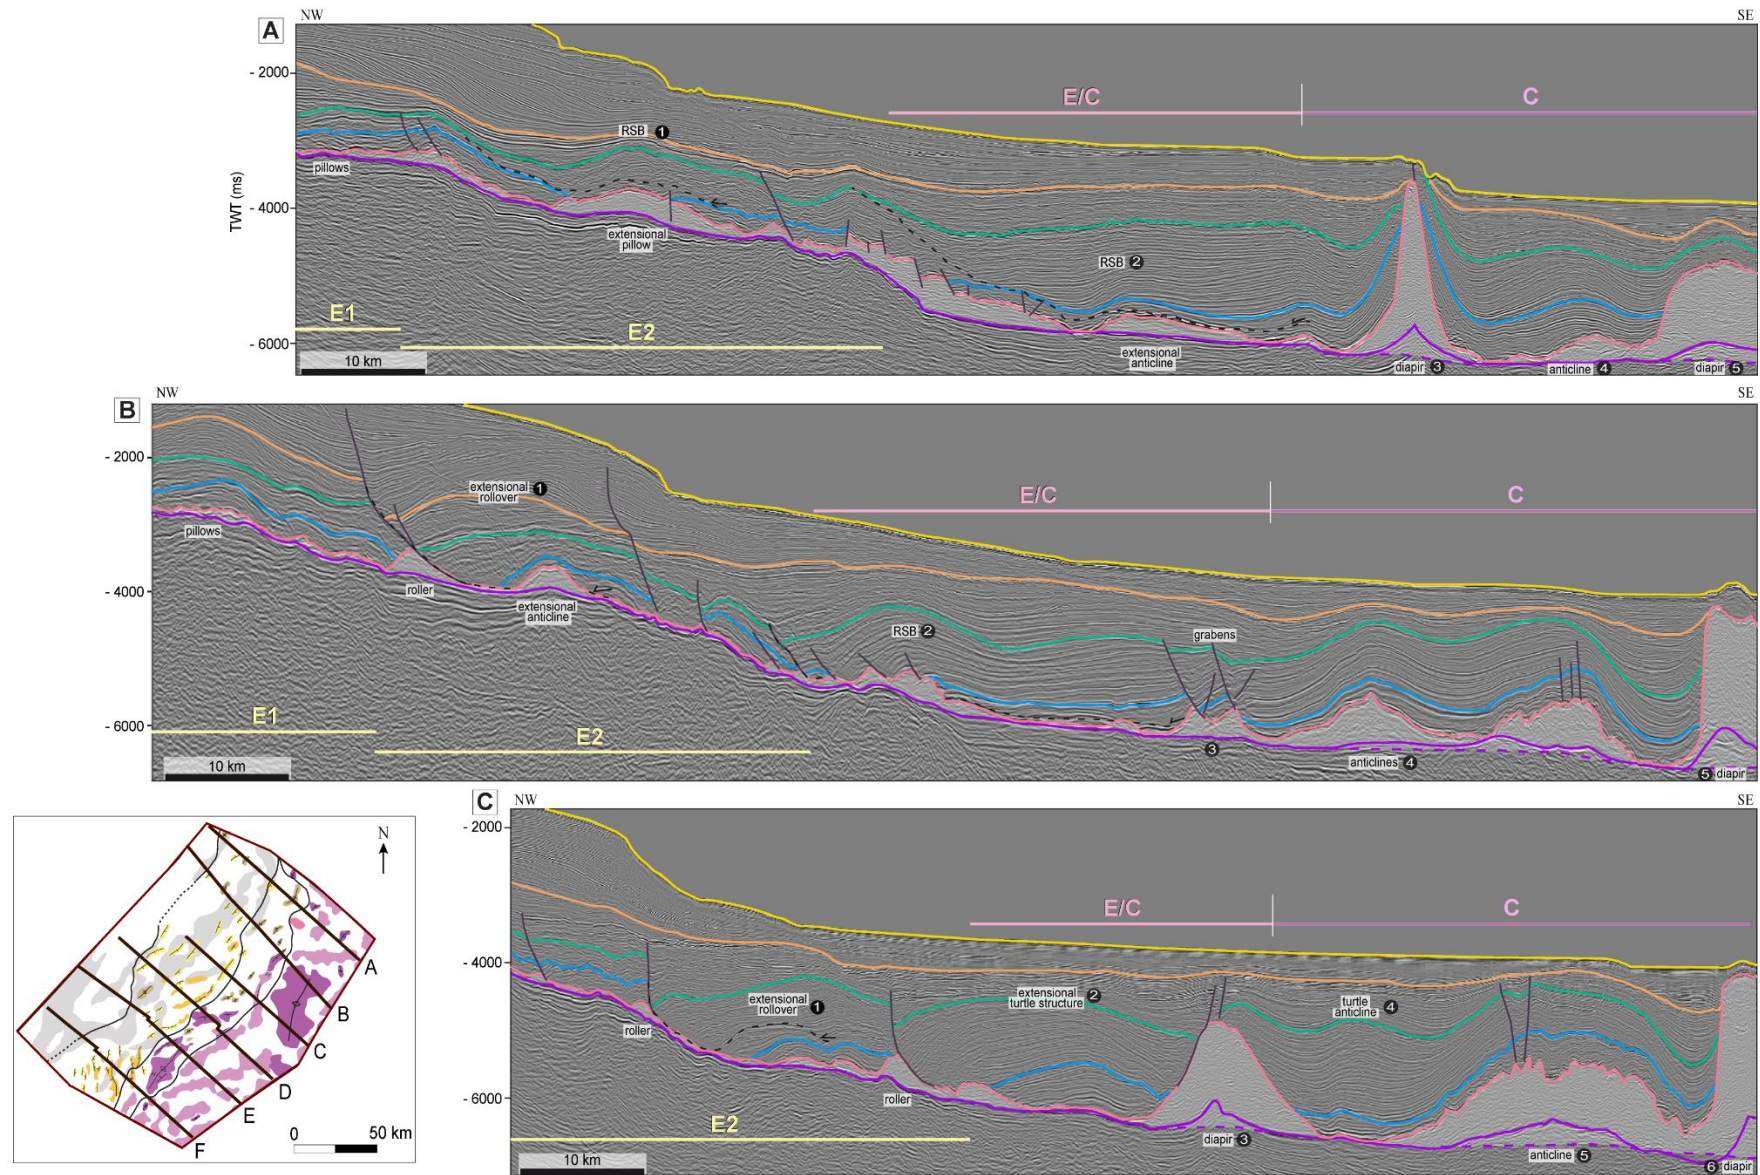 NW
SE
A
- 2000
E/C
C
RSB 1
pillows
TWT (ms)
- 4000
extensional
pillow
RSB 2
E1
E2
- 6000
10 km
extensional
anticline
diapir 3
anticline 4
diapir 5
NW
SE
B
- 2000
extensional
rollover 1
E/C
C
pillows
- 4000
roller
extensional
anticline
RSB 2
grabens
E1
E2
- 6000
3
anticlines 4
10 km
5 diapir
C
NW
SE
- 2000
E/C
C
- 4000
extensional
rollover 1
extensional
turtle structure 2
turtle
anticline 4
roller
roller
- 6000
E2
diapir 3
anticline 5
6 diapir
10 km
N
A
B
C
D
E
F
0 50 km